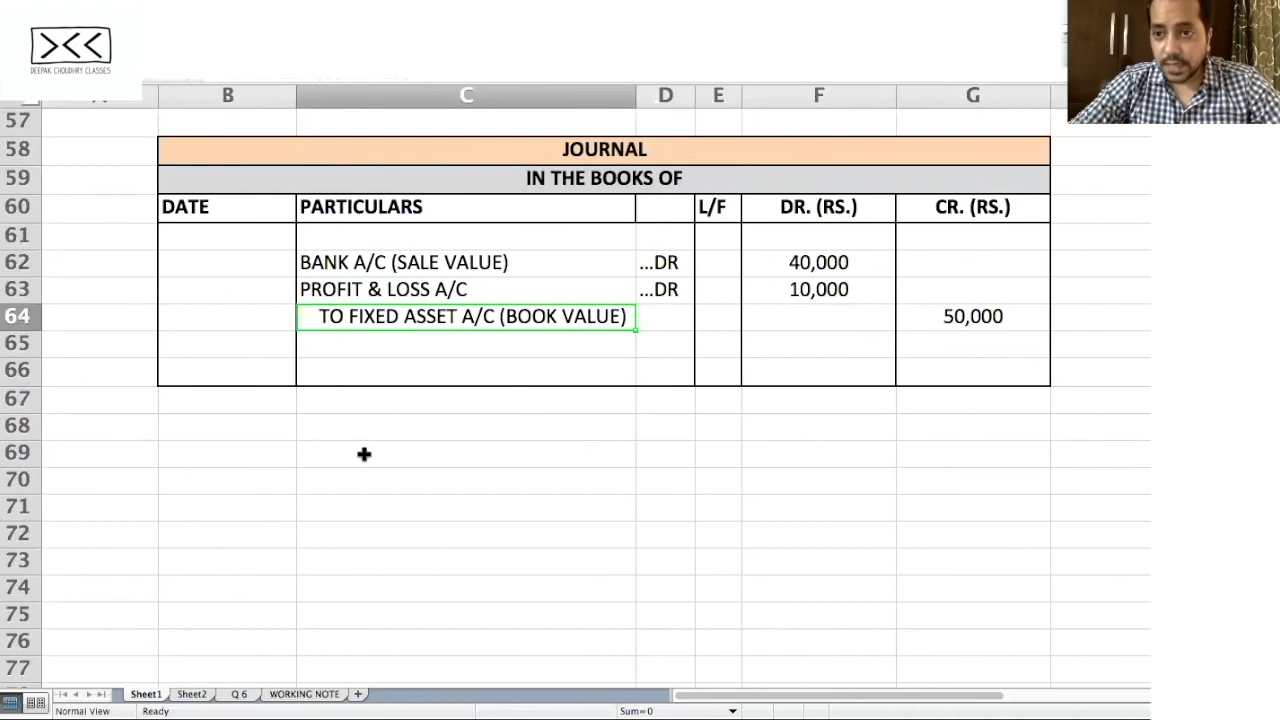 DEEPAK CHOUDHRY CLASSES
B C D E F G
57
58 JOURNAL
59 IN THE BOOKS OF
60 DATE PARTICULARS L/F DR. (RS.) CR. (RS.)
61
62 BANK A/C (SALE VALUE) ...DR 40,000
63 PROFIT & LOSS A/C ...DR 10,000
64 TO FIXED ASSET A/C (BOOK VALUE) 50,000
65
66
67
68
69
70
71
72
73
74
75
76
77
Sheet1 Sheet2 Q 6 WORKING NOTE +
Normal View Ready Sum=0